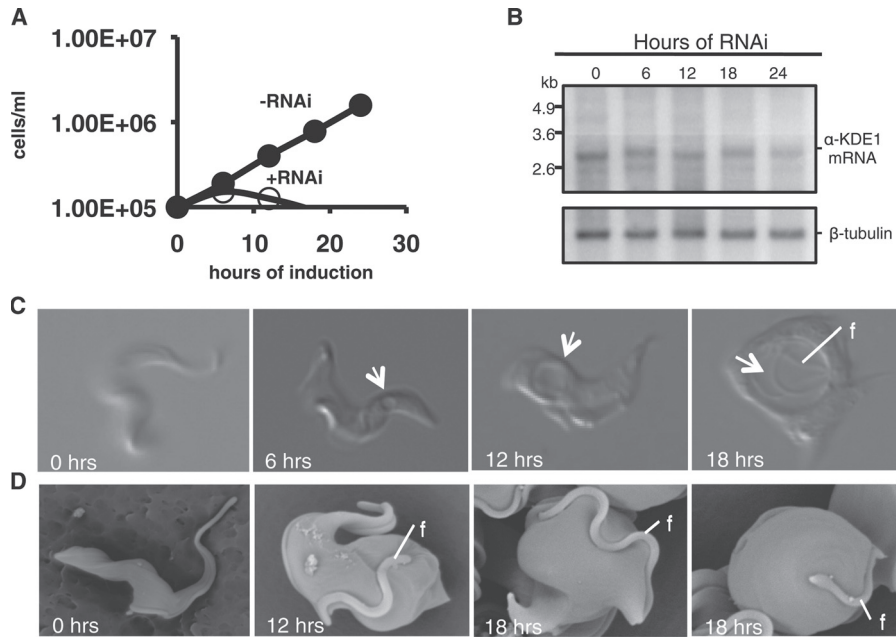 A
1.00E+07
1.00E+06
1.00E+05
cells/ml
-RNAi
+RNAi
0 10 20 30
hours of induction
B
Hours of RNAi
0 6 12 18 24
kb
4.9
3.6
2.6
α-KDE1
mRNA
β-tubulin
C
0 hrs
6 hrs
12 hrs
f
18 hrs
D
0 hrs
f
12 hrs
f
18 hrs
f
18 hrs